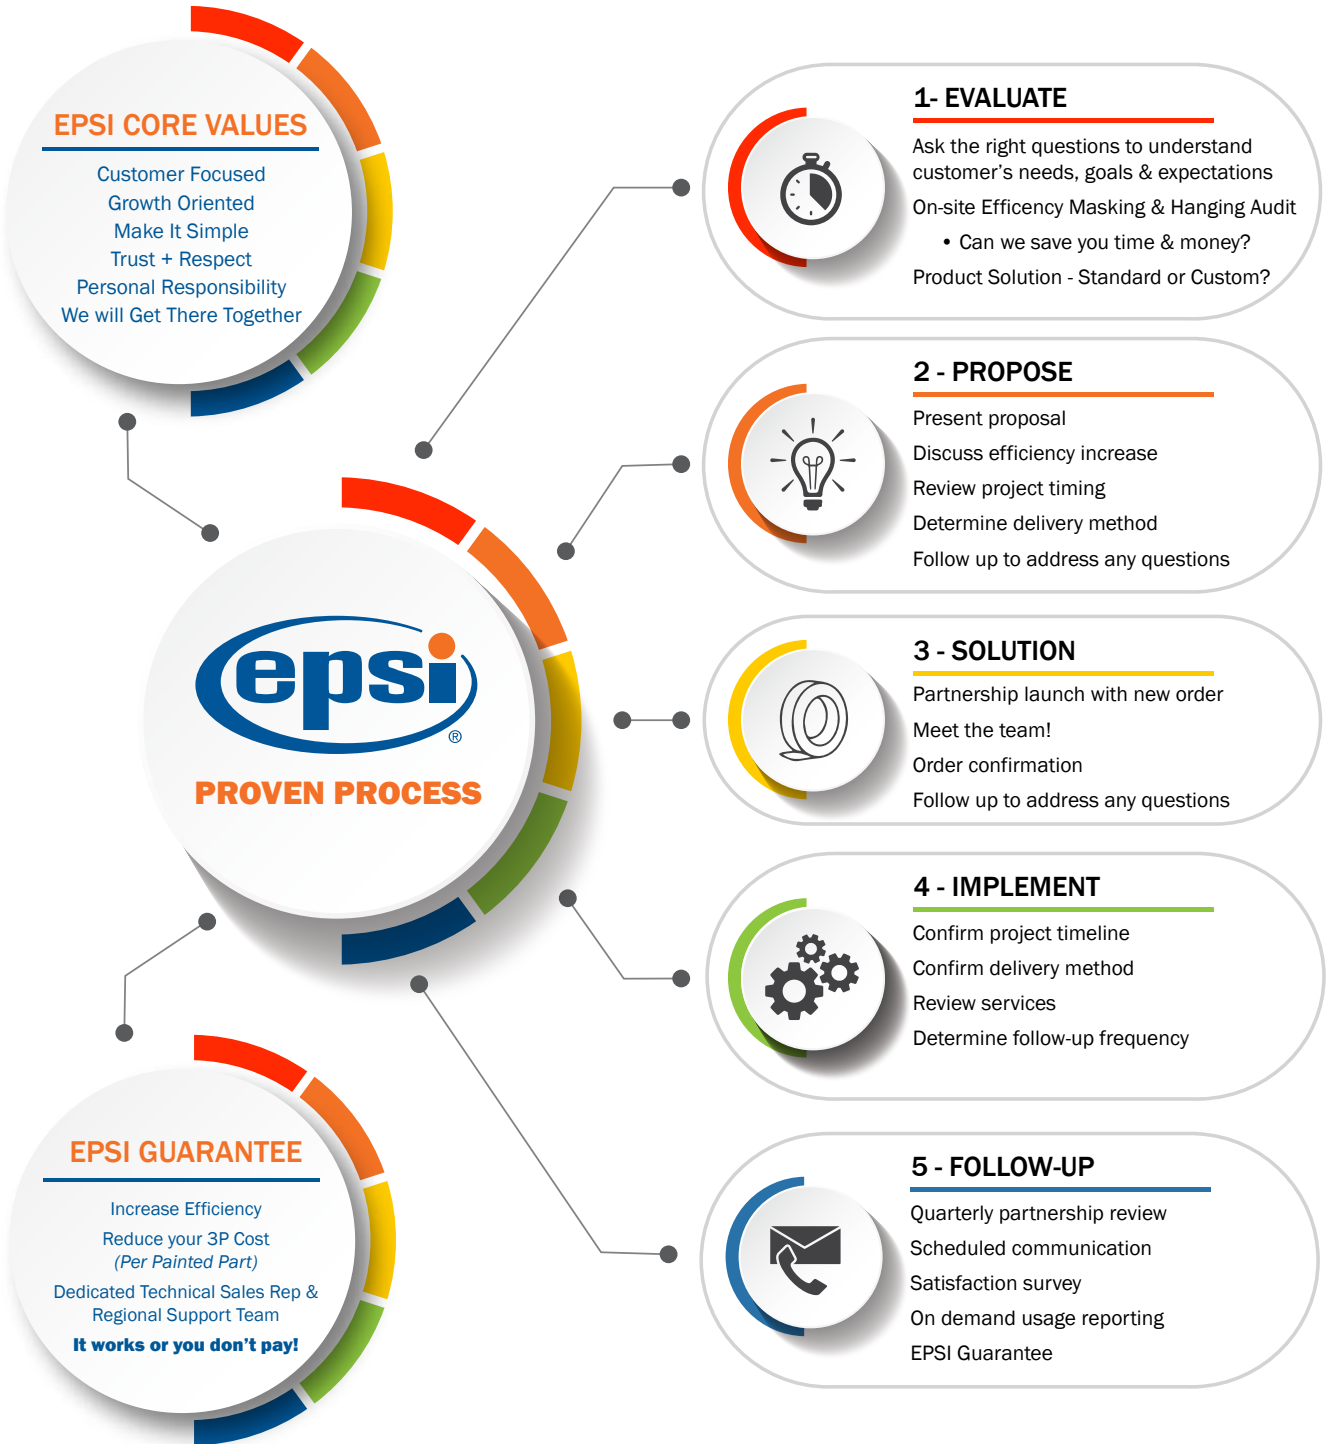 EPSI CORE VALUES
Customer Focused
Growth Oriented
Make It Simple
Trust + Respect
Personal Responsibility
We will Get There Together
epsi
®
PROVEN PROCESS
EPSI GUARANTEE
Increase Efficiency
Reduce your 3P Cost
(Per Painted Part)
Dedicated Technical Sales Rep &
Regional Support Team
It works or you don't pay!
1- EVALUATE
Ask the right questions to understand
customer's needs, goals & expectations
On-site Efficency Masking & Hanging Audit
• Can we save you time & money?
Product Solution - Standard or Custom?
2 - PROPOSE
Present proposal
Discuss efficiency increase
Review project timing
Determine delivery method
Follow up to address any questions
3 - SOLUTION
Partnership launch with new order
Meet the team!
Order confirmation
Follow up to address any questions
4 - IMPLEMENT
Confirm project timeline
Confirm delivery method
Review services
Determine follow-up frequency
5 - FOLLOW-UP
Quarterly partnership review
Scheduled communication
Satisfaction survey
On demand usage reporting
EPSI Guarantee